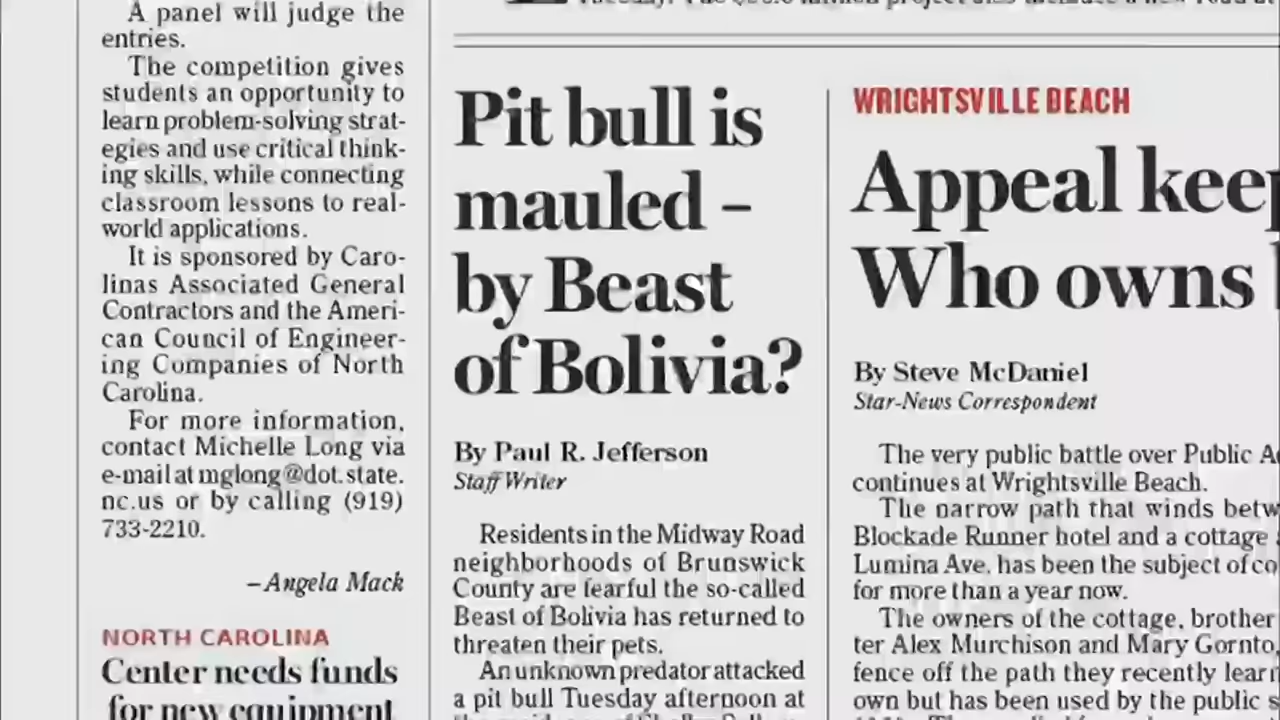 A panel will judge the
entries.
The competition gives
students an opportunity to
learn problem-solving strat-
egies and use critical think-
ing skills, while connecting
classroom lessons to real-
world applications.
It is sponsored by Caro-
linas Associated General
Contractors and the Ameri-
can Council of Engineer-
ing Companies of North
Carolina.
For more information,
contact Michelle Long via
e-mail at mglong@dot.state.
nc.us or by calling (919)
733-2210.
– Angela Mack
NORTH CAROLINA
Center needs funds
for new equipment
Pit bull is
mauled –
by Beast
of Bolivia?
By Paul R. Jefferson
Staff Writer
Residents in the Midway Road
neighborhoods of Brunswick
County are fearful the so-called
Beast of Bolivia has returned to
threaten their pets.
An unknown predator attacked
a pit bull Tuesday afternoon at
WRIGHTSVILLE BEACH
Appeal keep
Who owns
By Steve McDaniel
Star-News Correspondent
The very public battle over Public A
continues at Wrightsville Beach.
The narrow path that winds betw
Blockade Runner hotel and a cottage
Lumina Ave. has been the subject of co
for more than a year now.
The owners of the cottage, brother
ter Alex Murchison and Mary Gornto,
fence off the path they recently learn
own but has been used by the public s